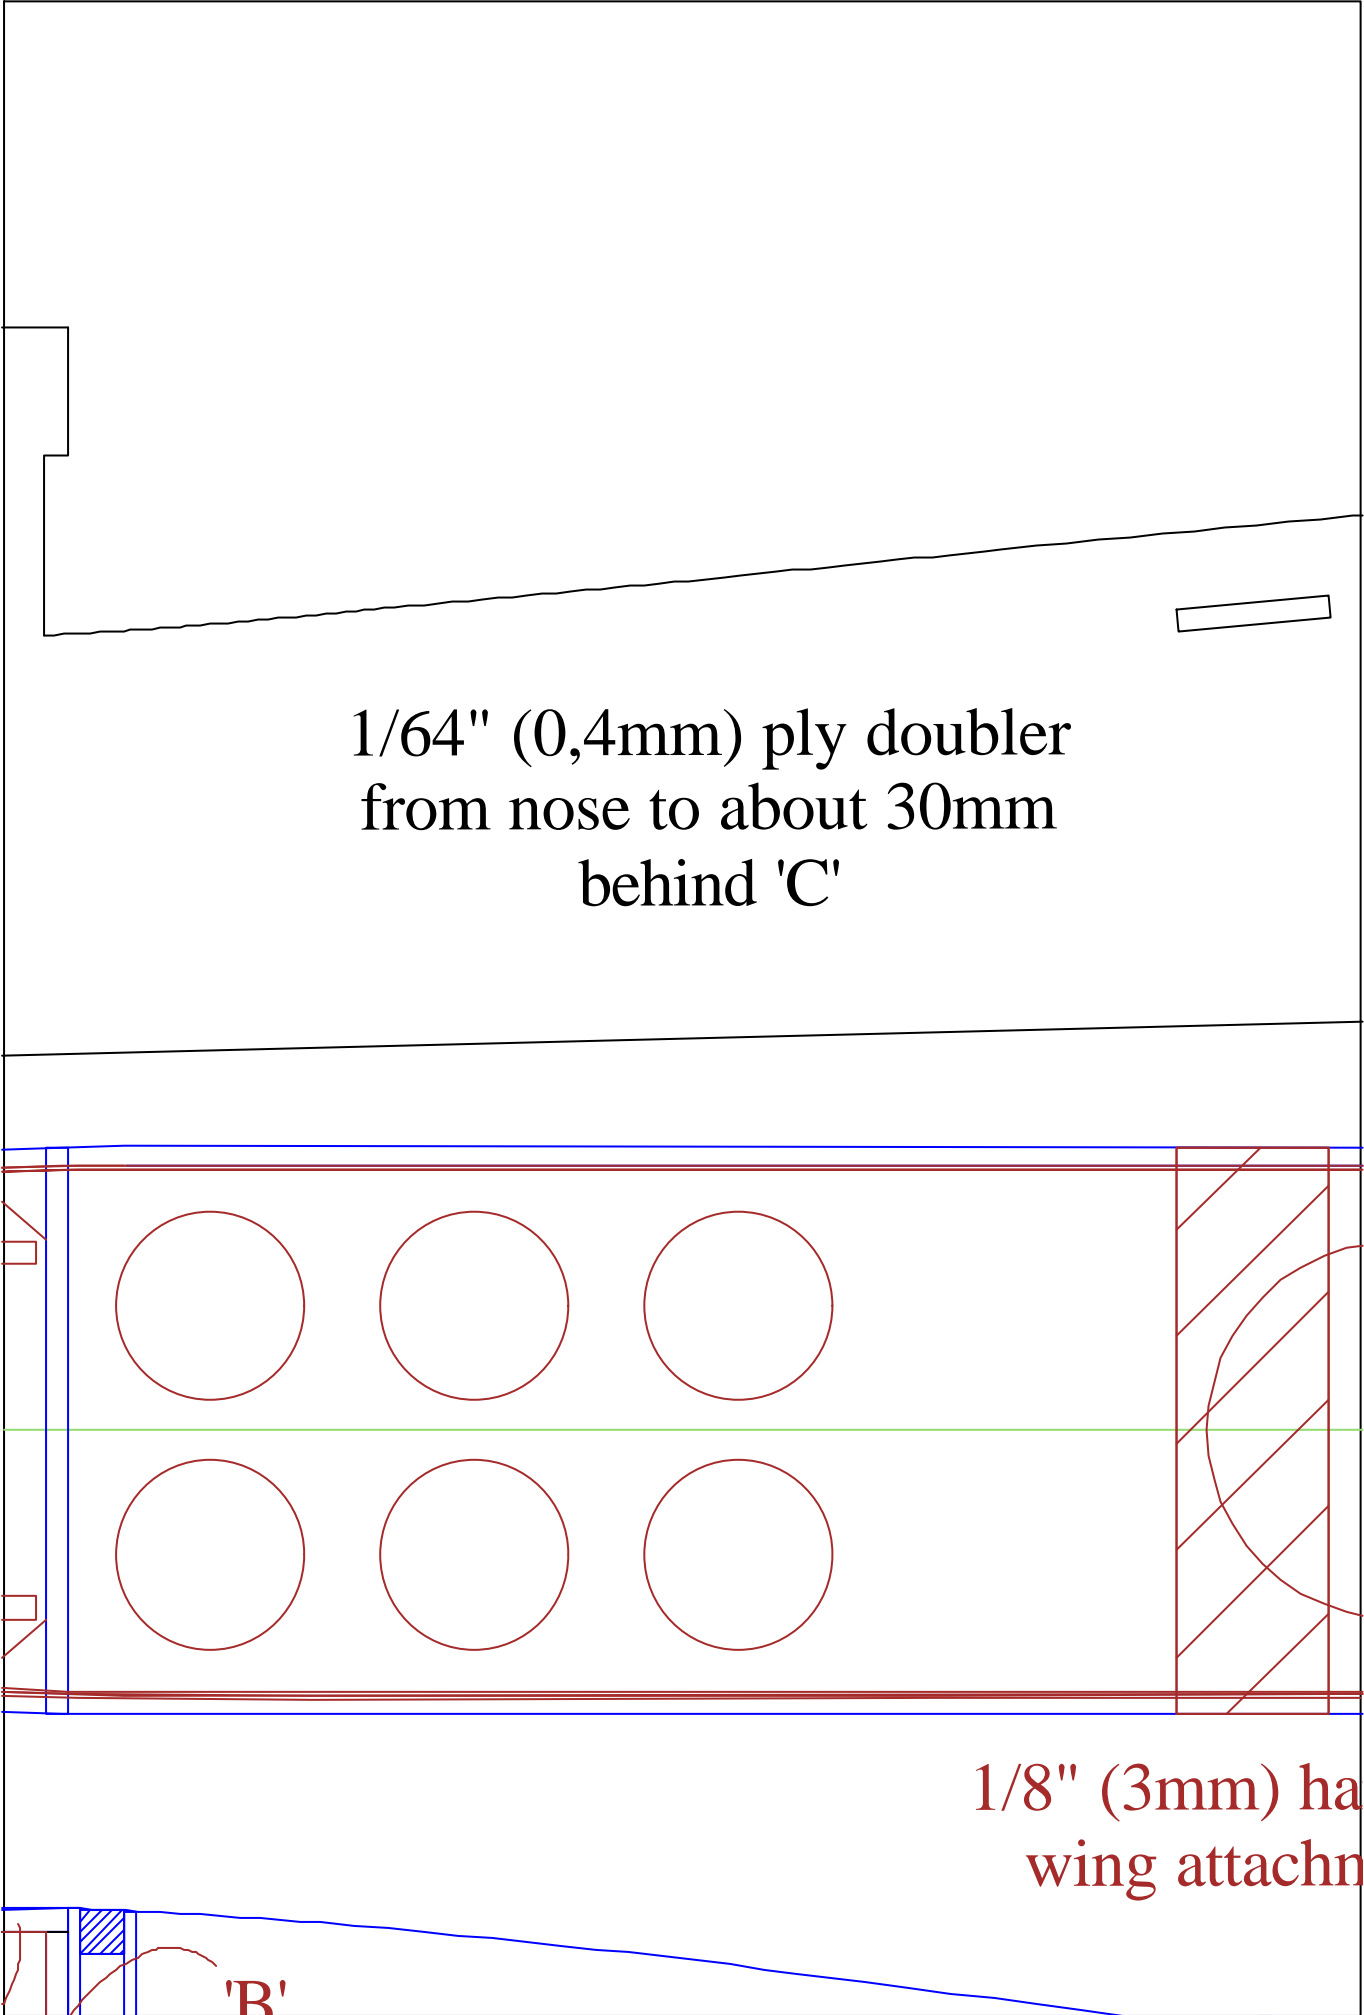 1/64" (0,4mm) ply doubler
from nose to about 30mm
behind 'C'
1/8" (3mm) ha
wing attachn
'B'